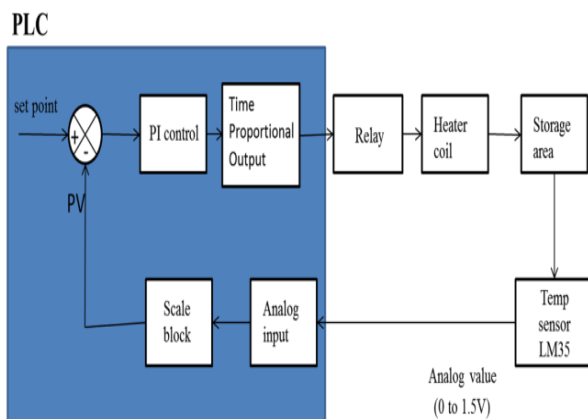 PLC
set point
+
-
PI control
Time
Proportional
Output
Relay
Heater
coil
Storage
area
PV
Scale
block
Analog
input
Temp
sensor
LM35
Analog value
(0 to 1.5V)